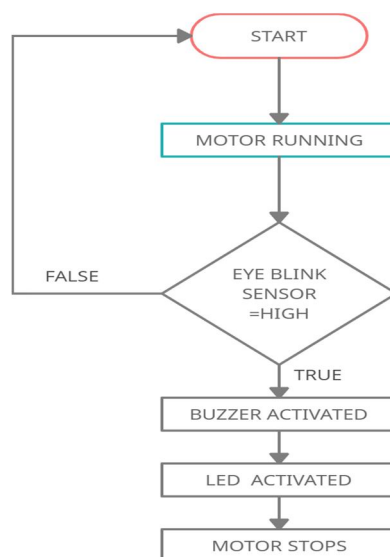 START
MOTOR RUNNING
EYE BLINK
SENSOR
=HIGH
FALSE
TRUE
BUZZER ACTIVATED
LED ACTIVATED
MOTOR STOPS